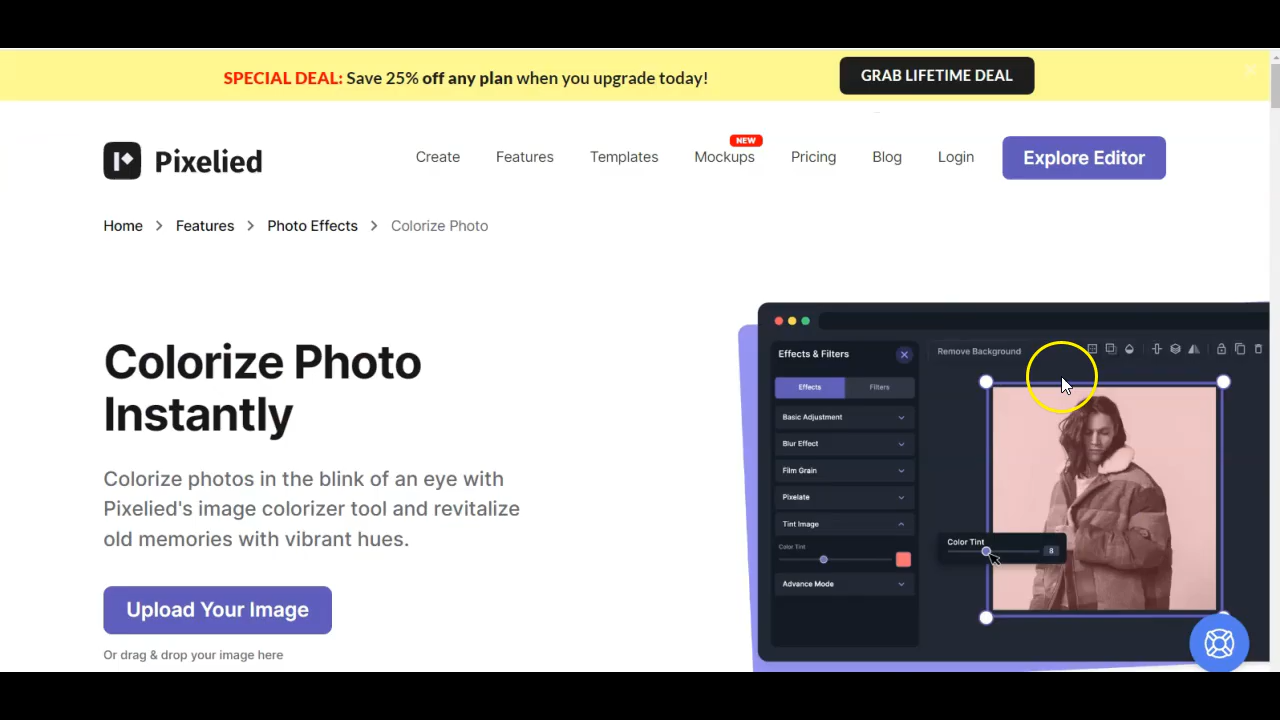 SPECIAL DEAL: Save 25% off any plan when you upgrade today!
GRAB LIFETIME DEAL
NEW
Pixelied
Create
Features
Templates
Mockups
Pricing
Blog
Login
Explore Editor
Home > Features > Photo Effects > Colorize Photo
Colorize Photo
Instantly
Colorize photos in the blink of an eye with
Pixelied's image colorizer tool and revitalize
old memories with vibrant hues.
Upload Your Image
Or drag & drop your image here
Effects & Filters
Remove Background
Effects
Filters
Basic Adjustment
Blur Effect
Film Grain
Pixelate
Tint Image
Color Tint
Advance Mode
Color Tint
8